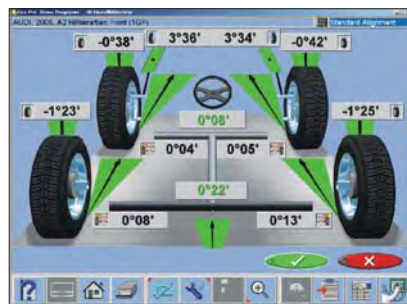 AUDI, 2005, A2 Hilfsrahmen Front (1GF)
Standard Alignment
-0°38' 3°36' 3°34' -0°42'
-1°23' 0°08' -1°25'
0°04' 0°05'
0°22'
0°08' 0°13'